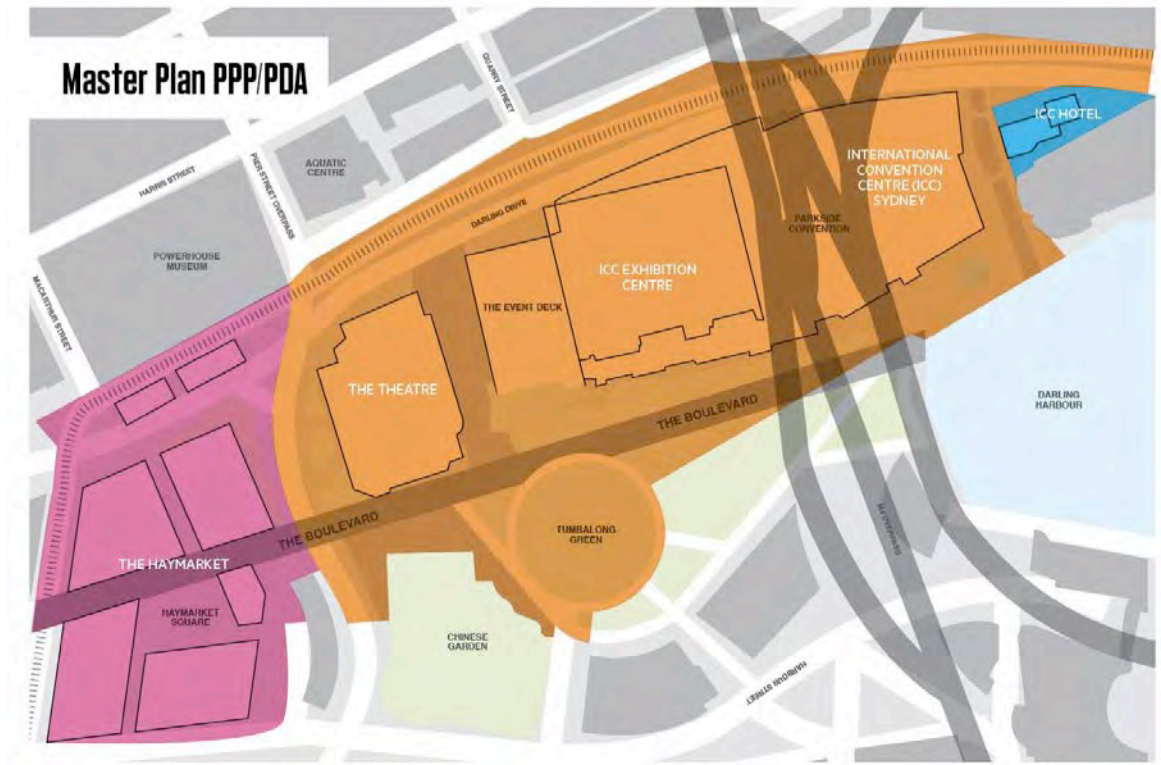 Master Plan PPP/PDA
QUARRY STREET
HARRIS STREET
PIER STREET OVERPASS
AQUATIC
CENTRE
ICC HOTEL
INTERNATIONAL
CONVENTION
CENTRE (ICC)
SYDNEY
DARLING DRIVE
PARKSIDE
CONVENTION
POWERHOUSE
MUSEUM
MACARTHUR STREET
ICC EXHIBITION
CENTRE
THE EVENT DECK
THE THEATRE
THE BOULEVARD
DARLING
HARBOUR
THE BOULEVARD
TUMBALONG
GREEN
THE HAYMARKET
HAYMARKET
SQUARE
CHINESE
GARDEN
HARBOUR STREET